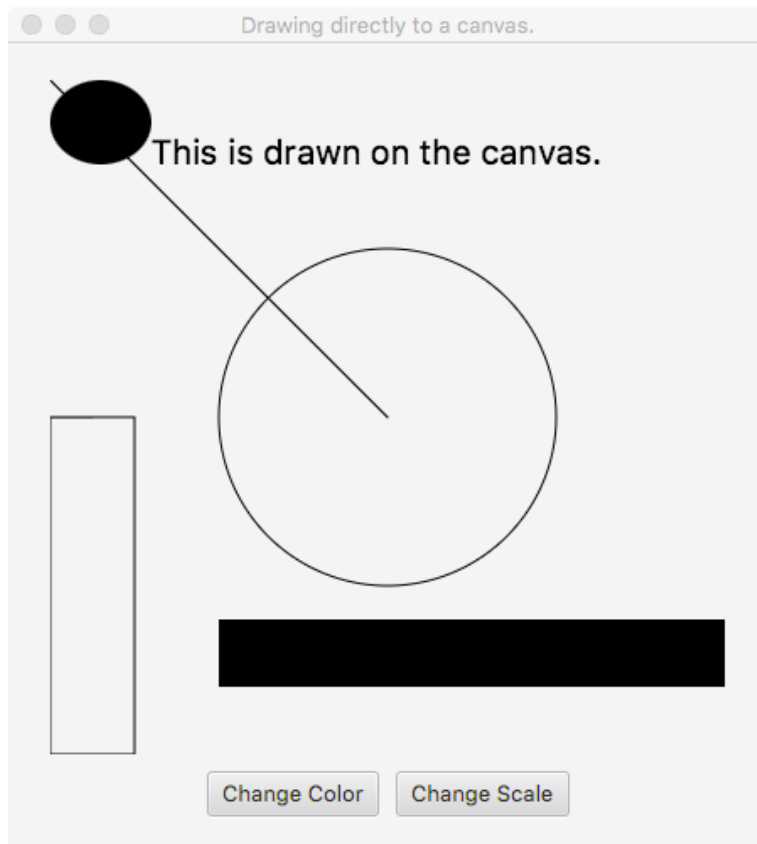 Drawing directly to a canvas.
This is drawn on the canvas.
Change Color
Change Scale